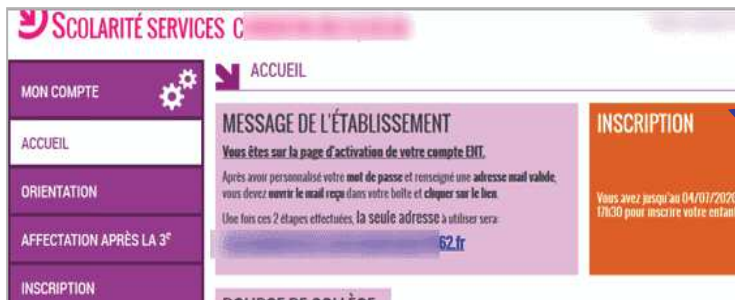 SCOLARITÉ SERVICES C
MON COMPTE
ACCUEIL
ORIENTATION
AFFECTATION APRÈS LA 3e
INSCRIPTION
ACCUEIL
MESSAGE DE L'ÉTABLISSEMENT
Vous êtes sur la page d'activation de votre compte ENT.
Après avoir personnalisé votre mot de passe et renseigné une adresse mail valide,
vous devez ouvrir le mail reçu dans votre boîte et cliquer sur le lien.
Une fois ces 2 étapes effectuées, la seule adresse à utiliser sera:
62.fr
INSCRIPTION
Vous avez jusqu'au 04/07/2020
17h30 pour inscrire votre enfant
BOURSE DE COLLÈGE